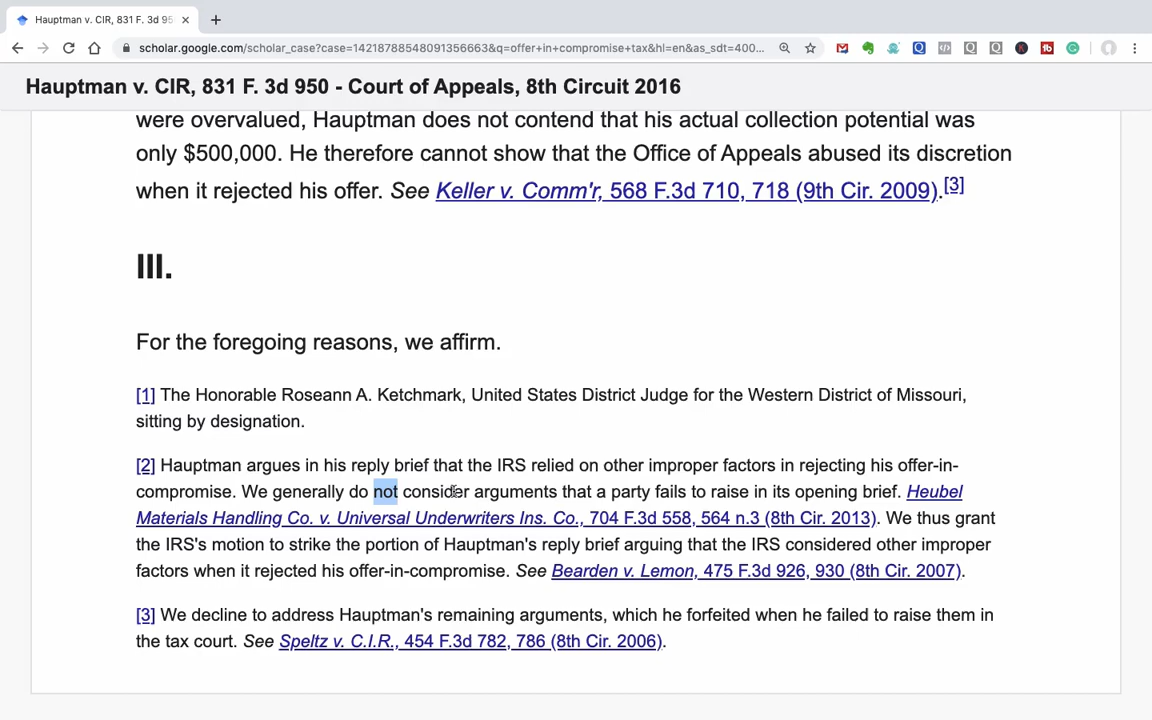 Hauptman v. CIR, 831 F. 3d 95
scholar.google.com/scholar_case?case=14218788548091356663&q=offer+in+compromise+tax&hl=en&as_sdt=400...
Hauptman v. CIR, 831 F. 3d 950 - Court of Appeals, 8th Circuit 2016
were overvalued, Hauptman does not contend that his actual collection potential was
only $500,000. He therefore cannot show that the Office of Appeals abused its discretion
when it rejected his offer. See Keller v. Comm'r, 568 F.3d 710, 718 (9th Cir. 2009).[3]
III.
For the foregoing reasons, we affirm.
[1] The Honorable Roseann A. Ketchmark, United States District Judge for the Western District of Missouri,
sitting by designation.
[2] Hauptman argues in his reply brief that the IRS relied on other improper factors in rejecting his offer-in-
compromise. We generally do not consider arguments that a party fails to raise in its opening brief. Heubel
Materials Handling Co. v. Universal Underwriters Ins. Co., 704 F.3d 558, 564 n.3 (8th Cir. 2013). We thus grant
the IRS's motion to strike the portion of Hauptman's reply brief arguing that the IRS considered other improper
factors when it rejected his offer-in-compromise. See Bearden v. Lemon, 475 F.3d 926, 930 (8th Cir. 2007).
[3] We decline to address Hauptman's remaining arguments, which he forfeited when he failed to raise them in
the tax court. See Speltz v. C.I.R., 454 F.3d 782, 786 (8th Cir. 2006).